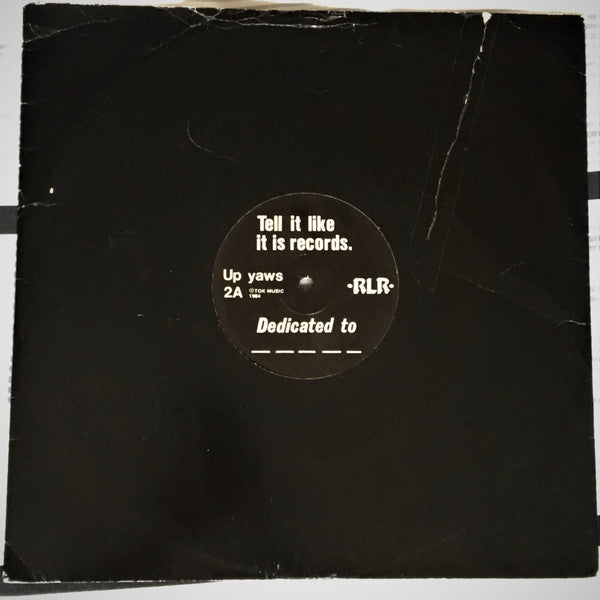 Tell it like
it is records.
Up yaws
2A ℗ TOK MUSIC
1984
·RLR·
Dedicated to
_ _ _ _ _